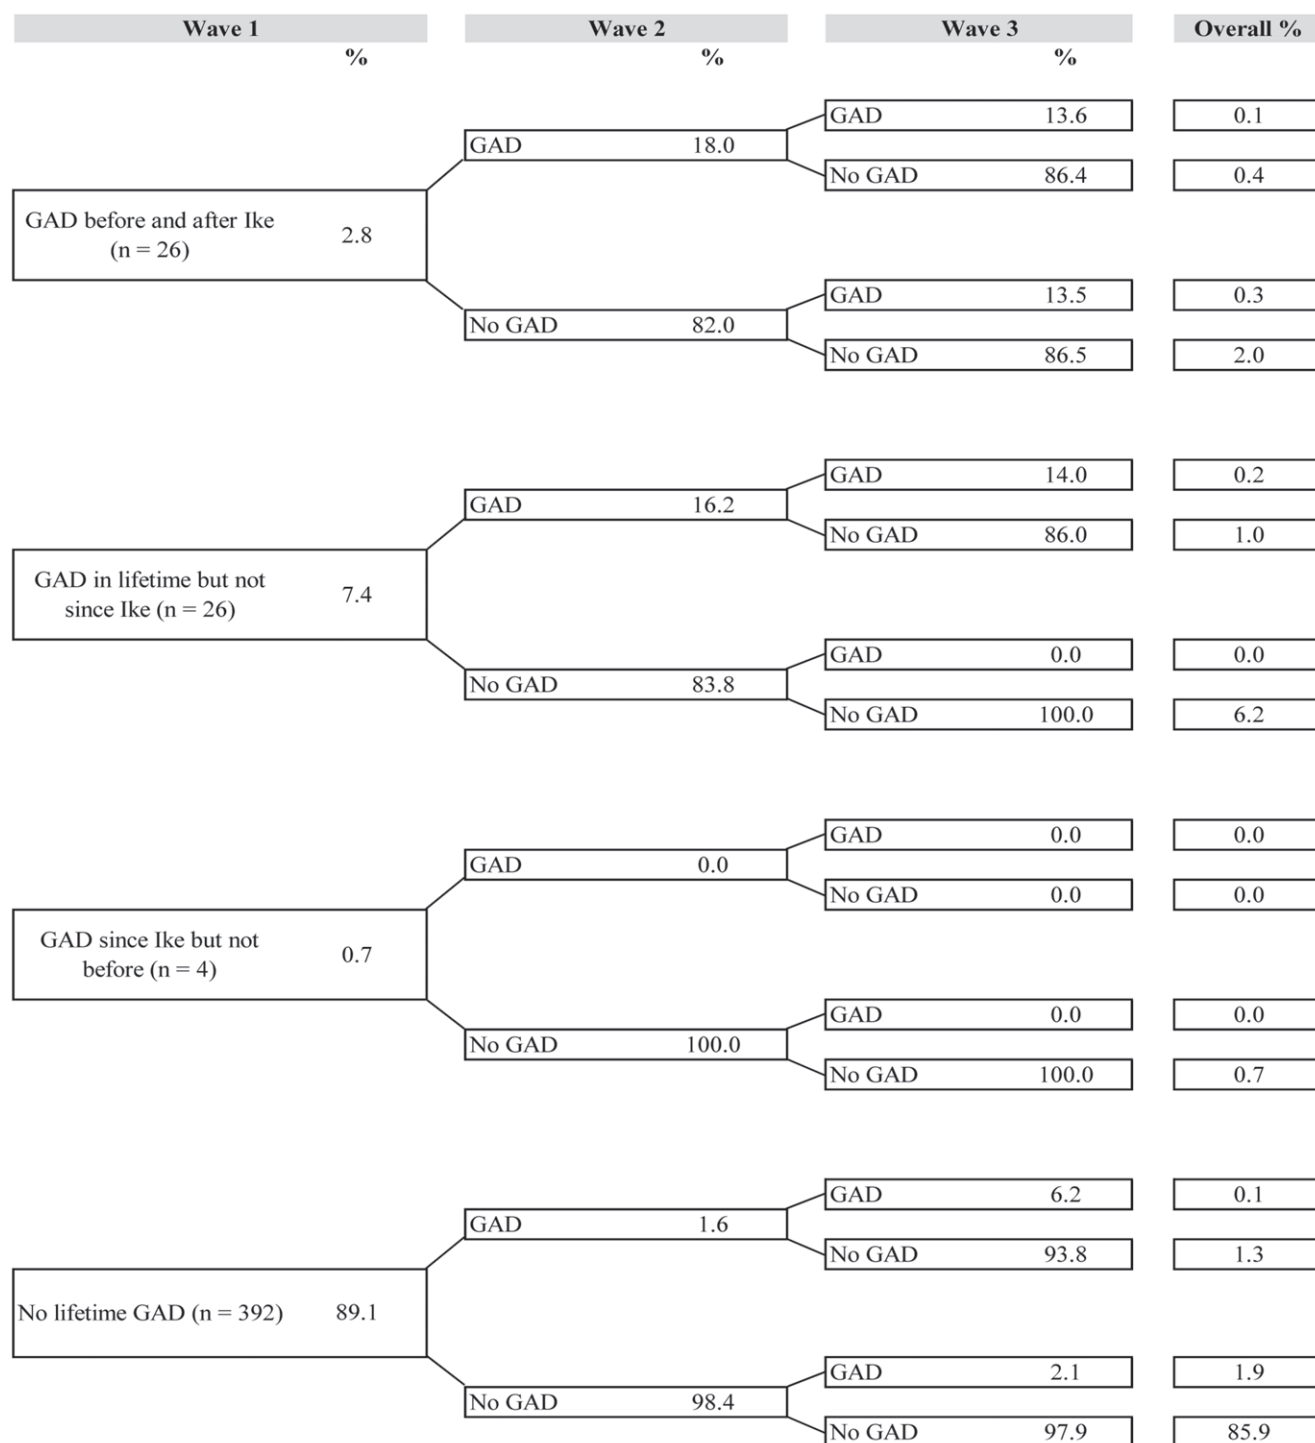 Wave 1 Wave 2 Wave 3 Overall %
% % %
GAD 13.6 0.1
GAD 18.0
No GAD 86.4 0.4
GAD before and after Ike
(n = 26) 2.8
GAD 13.5 0.3
No GAD 82.0
No GAD 86.5 2.0
GAD 14.0 0.2
GAD 16.2
No GAD 86.0 1.0
GAD in lifetime but not
since Ike (n = 26) 7.4
GAD 0.0 0.0
No GAD 83.8
No GAD 100.0 6.2
GAD 0.0 0.0
GAD 0.0
No GAD 0.0 0.0
GAD since Ike but not
before (n = 4) 0.7
GAD 0.0 0.0
No GAD 100.0
No GAD 100.0 0.7
GAD 6.2 0.1
GAD 1.6
No GAD 93.8 1.3
No lifetime GAD (n = 392) 89.1
GAD 2.1 1.9
No GAD 98.4
No GAD 97.9 85.9